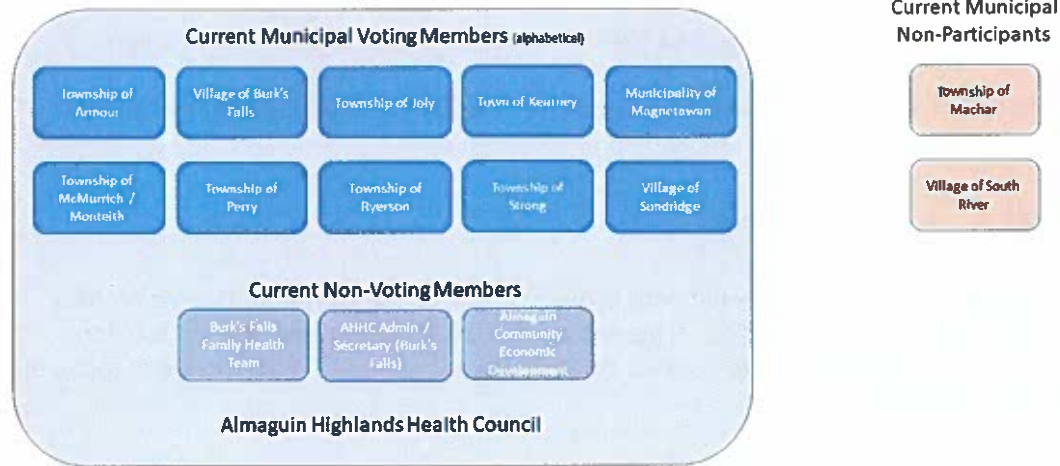 Current Municipal Voting Members (alphabetical)
Township of
Armour
Village of Burk's
Falls
Township of Joly
Town of Kearney
Municipality of
Magnetawan
Township of
McMurrich /
Monteith
Township of
Perry
Township of
Ryerson
Township of
Strong
Village of
Sundridge
Current Non-Voting Members
Burk's Falls
Family Health
Team
AHHC Admin /
Secretary (Burk's
Falls)
Almaguin
Community
Economic
Development
Almaguin Highlands Health Council
Current Municipal
Non-Participants
Township of
Machar
Village of South
River